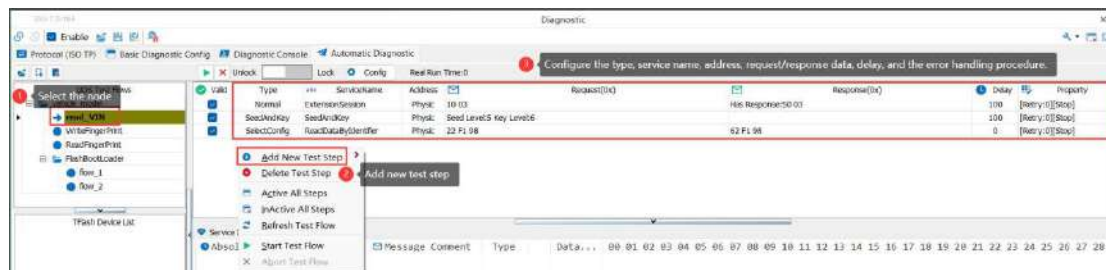 Diagnostic
Enable
Protocol (ISO TP) Basic Diagnostic Config Diagnostic Console Automatic Diagnostic
Unlock Lock Config Real Run Time:0
3 Configure the type, service name, address, request/response data, delay, and the error handling procedure.
1 Select the node
Valid Type ServiceName Address Request(0x) Response(0x) Delay Property
Normal ExtensionSession Physic 10 03 Has Response:50 03 100 [Retry:0][Stop]
read_VIN
SeedAndKey SeedAndKey Physic Seed Level:5 Key Level:6 100 [Retry:0][Stop]
WriteFingerPrint
SelectConfig ReadDataByIdentifier Physic 22 F1 98 62 F1 98 0 [Retry:0][Stop]
ReadFingerPrint
FlashBootLoader
flow_1
flow_2
Add New Test Step
Delete Test Step
2 Add new test step
Active All Steps
InActive All Steps
Refresh Test Flow
Start Test Flow
Abort Test Flow
TFlash Device List
Service
Absol Message Comment Type Data... 00 01 02 03 04 05 06 07 08 09 10 11 12 13 14 15 16 17 18 19 20 21 22 23 24 25 26 27 28